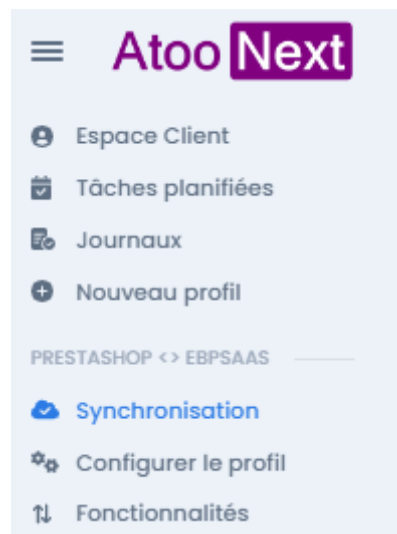 Atoo Next
Espace Client
Tâches planifiées
Journaux
Nouveau profil
PRESTASHOP <> EBPSAAS
Synchronisation
Configurer le profil
Fonctionnalités